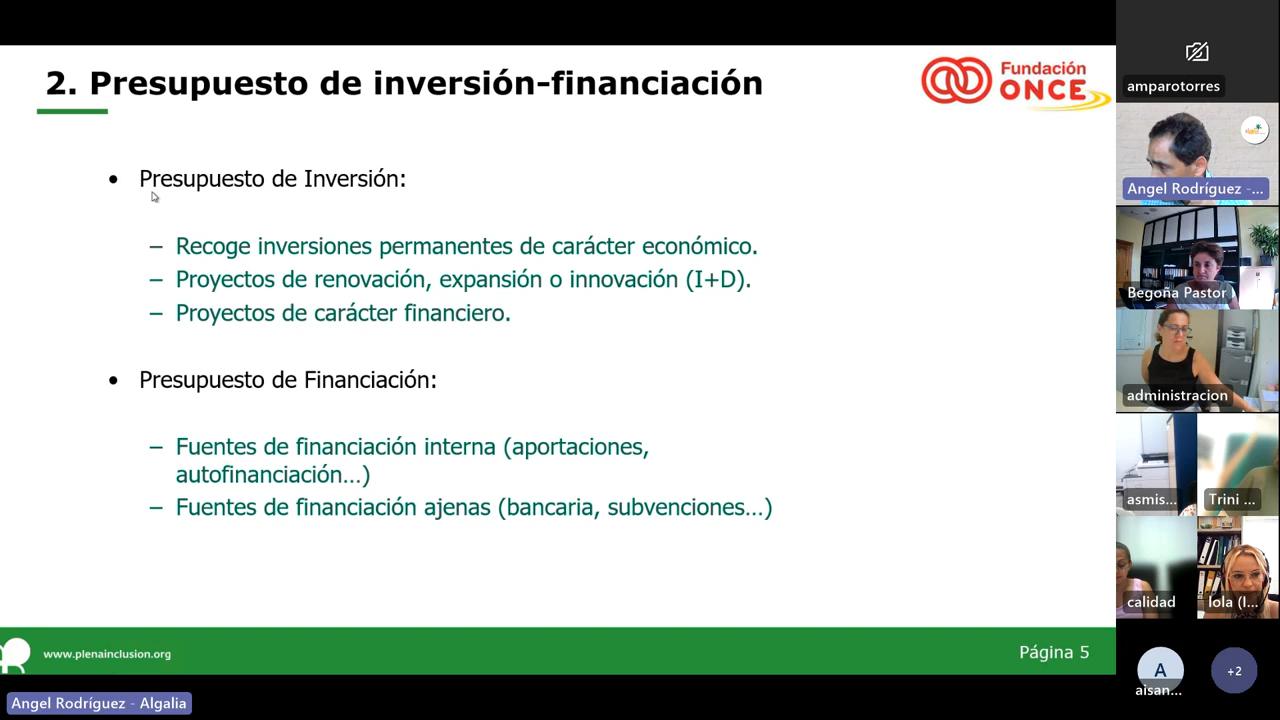 2. Presupuesto de inversión-financiación
Fundación
ONCE
• Presupuesto de Inversión:
– Recoge inversiones permanentes de carácter económico.
– Proyectos de renovación, expansión o innovación (I+D).
– Proyectos de carácter financiero.
• Presupuesto de Financiación:
– Fuentes de financiación interna (aportaciones,
autofinanciación...)
– Fuentes de financiación ajenas (bancaria, subvenciones...)
www.plenainclusion.org
Página 5
Angel Rodríguez - Algalia
amparotorres
Angel Rodríguez -...
Begoña Pastor
administracion
asmis...
Trini ...
calidad
lola (I...
A
aisan...
+2